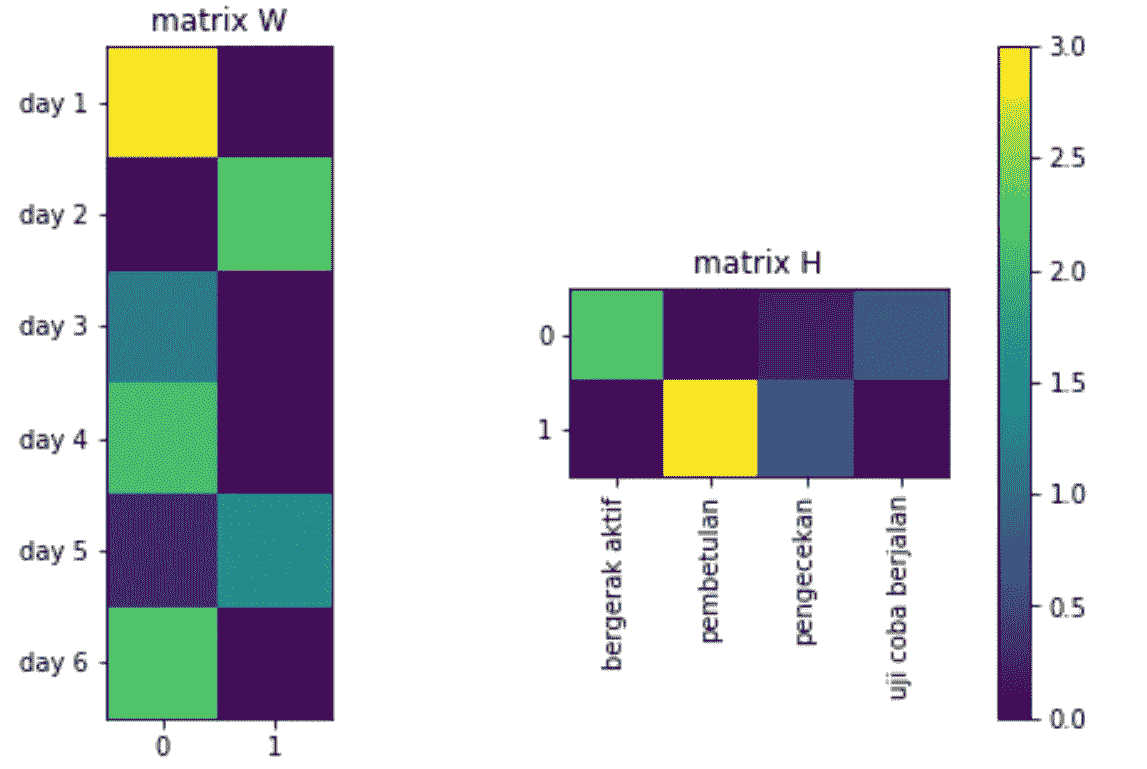 matrix W
day 1
day 2
day 3
day 4
day 5
day 6
0 1
matrix H
0
1
bergerak aktif
pembetulan
pengecekan
uji coba berjalan
3.0
2.5
2.0
1.5
1.0
0.5
0.0